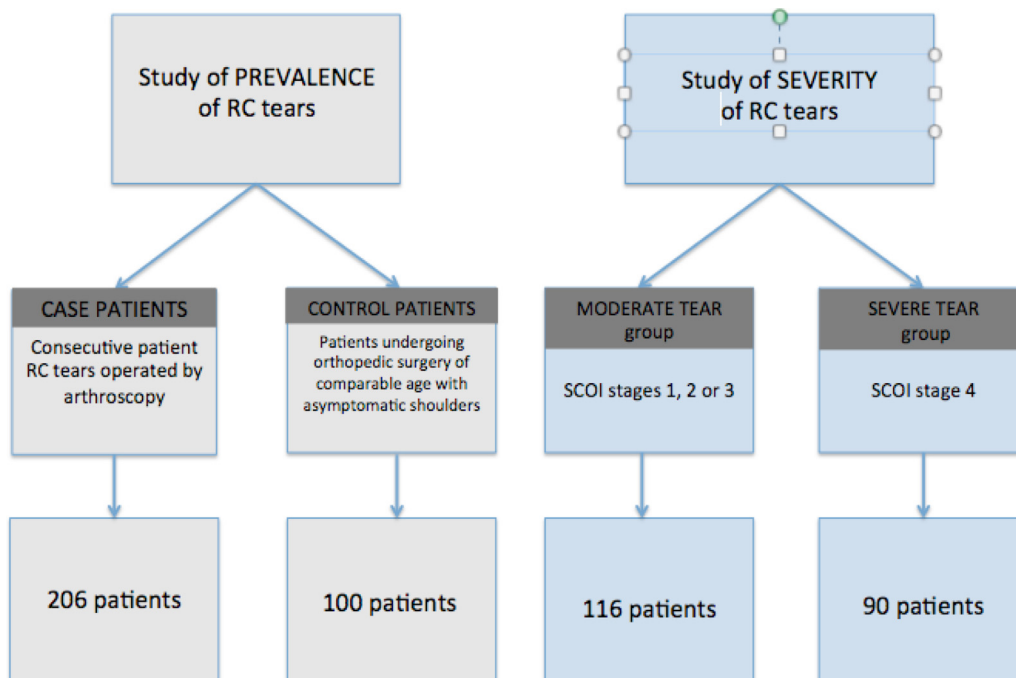 Study of PREVALENCE
of RC tears
Study of SEVERITY
of RC tears
CASE PATIENTS
Consecutive patient
RC tears operated by
arthroscopy
CONTROL PATIENTS
Patients undergoing
orthopedic surgery of
comparable age with
asymptomatic shoulders
MODERATE TEAR
group
SCOI stages 1, 2 or 3
SEVERE TEAR
group
SCOI stage 4
206 patients
100 patients
116 patients
90 patients